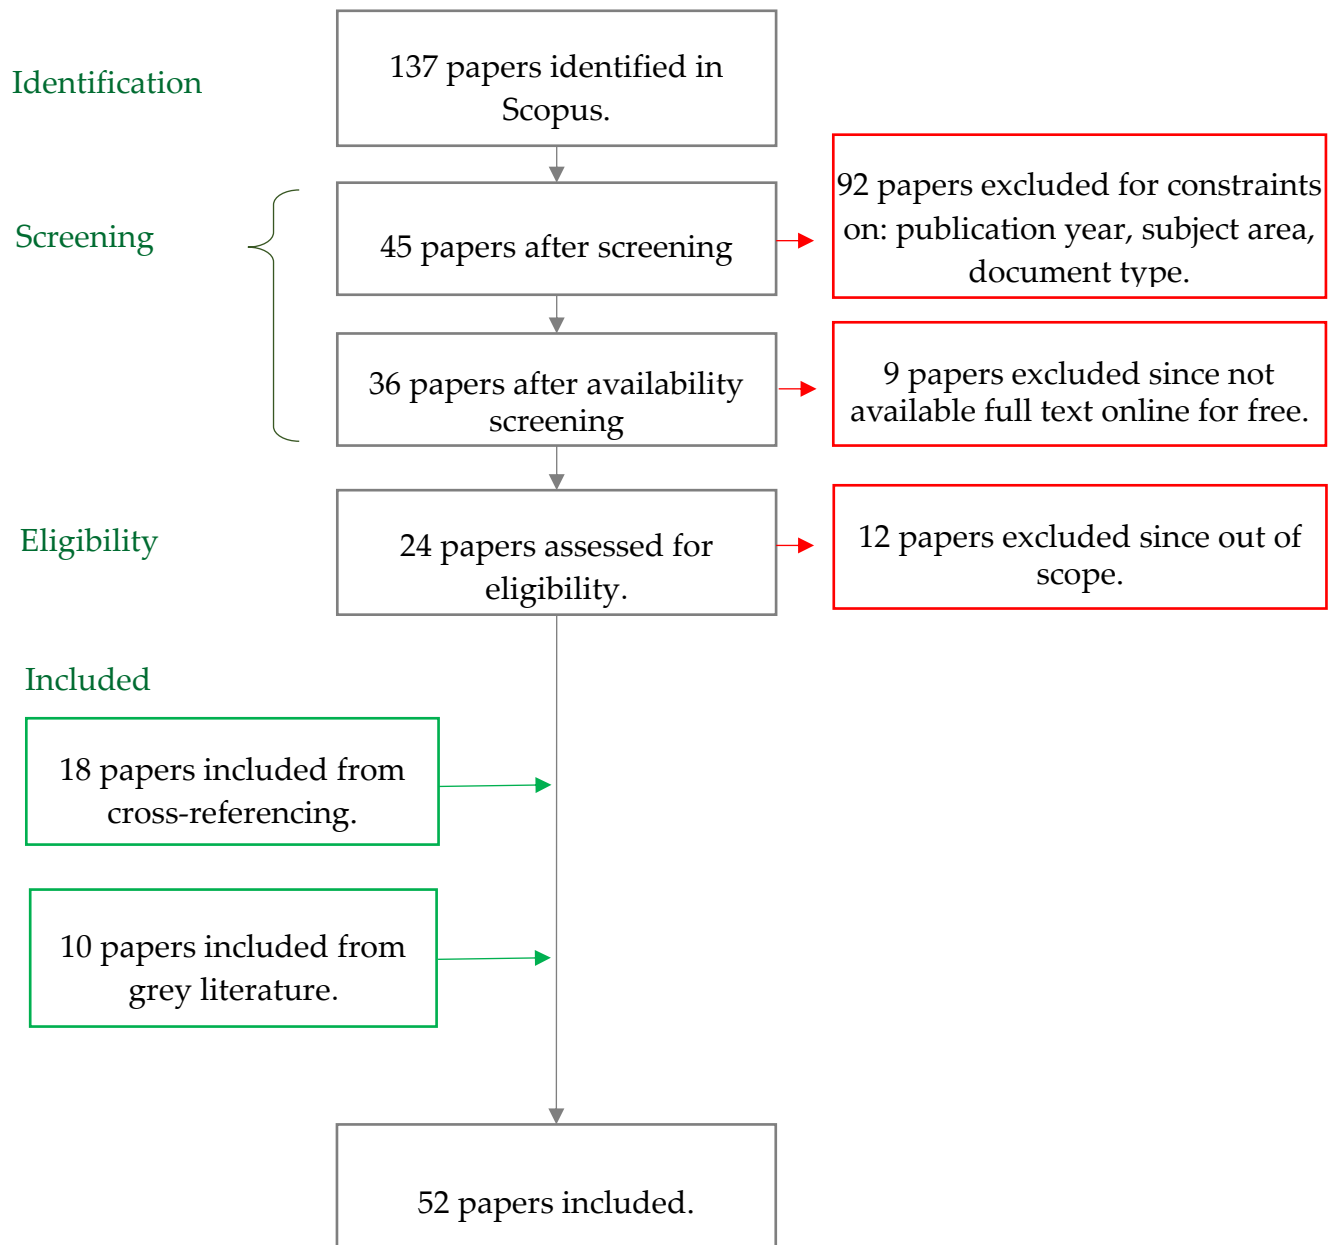 Identification
137 papers identified in
Scopus.
Screening
45 papers after screening
92 papers excluded for constraints
on: publication year, subject area,
document type.
36 papers after availability
screening
9 papers excluded since not
available full text online for free.
Eligibility
24 papers assessed for
eligibility.
12 papers excluded since out of
scope.
Included
18 papers included from
cross-referencing.
10 papers included from
grey literature.
52 papers included.